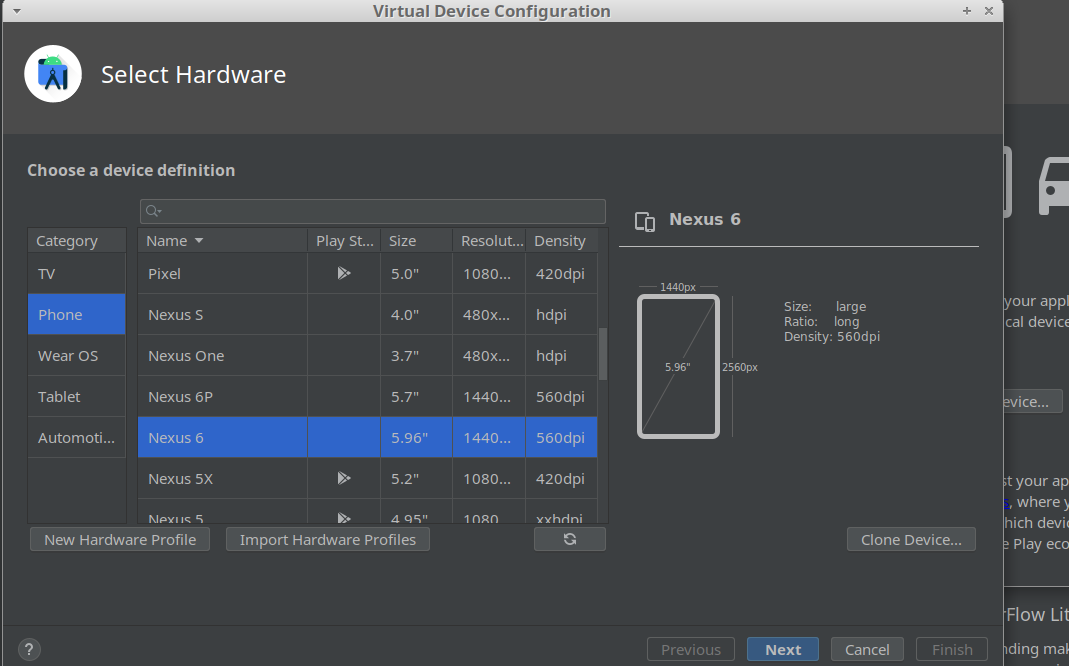 Virtual Device Configuration
Select Hardware
Choose a device definition
Category
TV
Phone
Wear OS
Tablet
Automoti...
Name Play St... Size Resolut... Density
Pixel 5.0" 1080... 420dpi
Nexus S 4.0" 480x... hdpi
Nexus One 3.7" 480x... hdpi
Nexus 6P 5.7" 1440... 560dpi
Nexus 6 5.96" 1440... 560dpi
Nexus 5X 5.2" 1080... 420dpi
Nexus 5 4.95" 1080 xxhdpi
New Hardware Profile Import Hardware Profiles
Nexus 6
1440px
5.96"
2560px
Size: large
Ratio: long
Density: 560dpi
Clone Device...
? Previous Next Cancel Finish
your appl
cal device
evice...
st your ap
s, where y
hich devic
e Play eco
rFlow Lit
nding mak